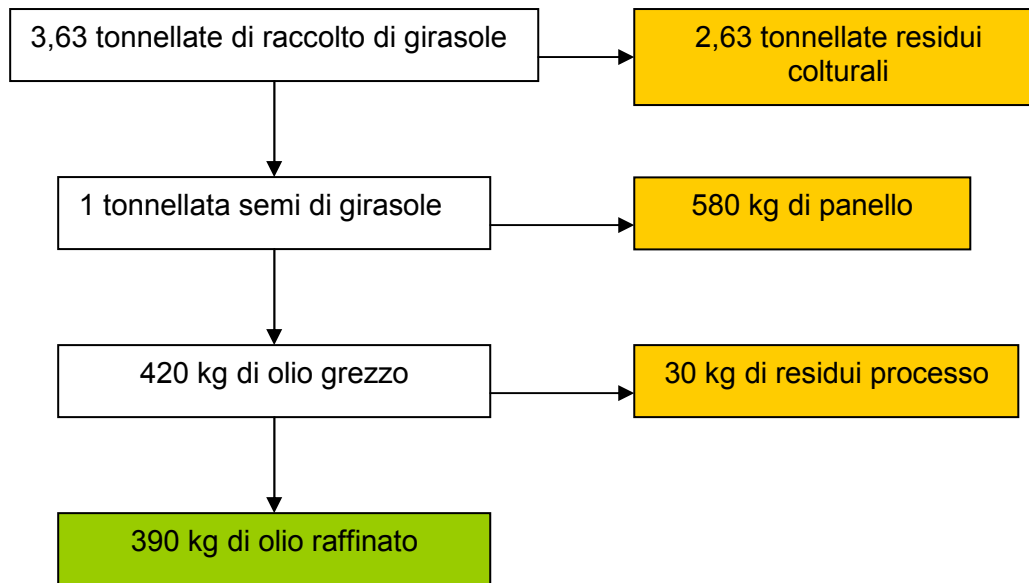 3,63 tonnellate di raccolto di girasole
2,63 tonnellate residui
colturali
1 tonnellata semi di girasole
580 kg di panello
420 kg di olio grezzo
30 kg di residui processo
390 kg di olio raffinato